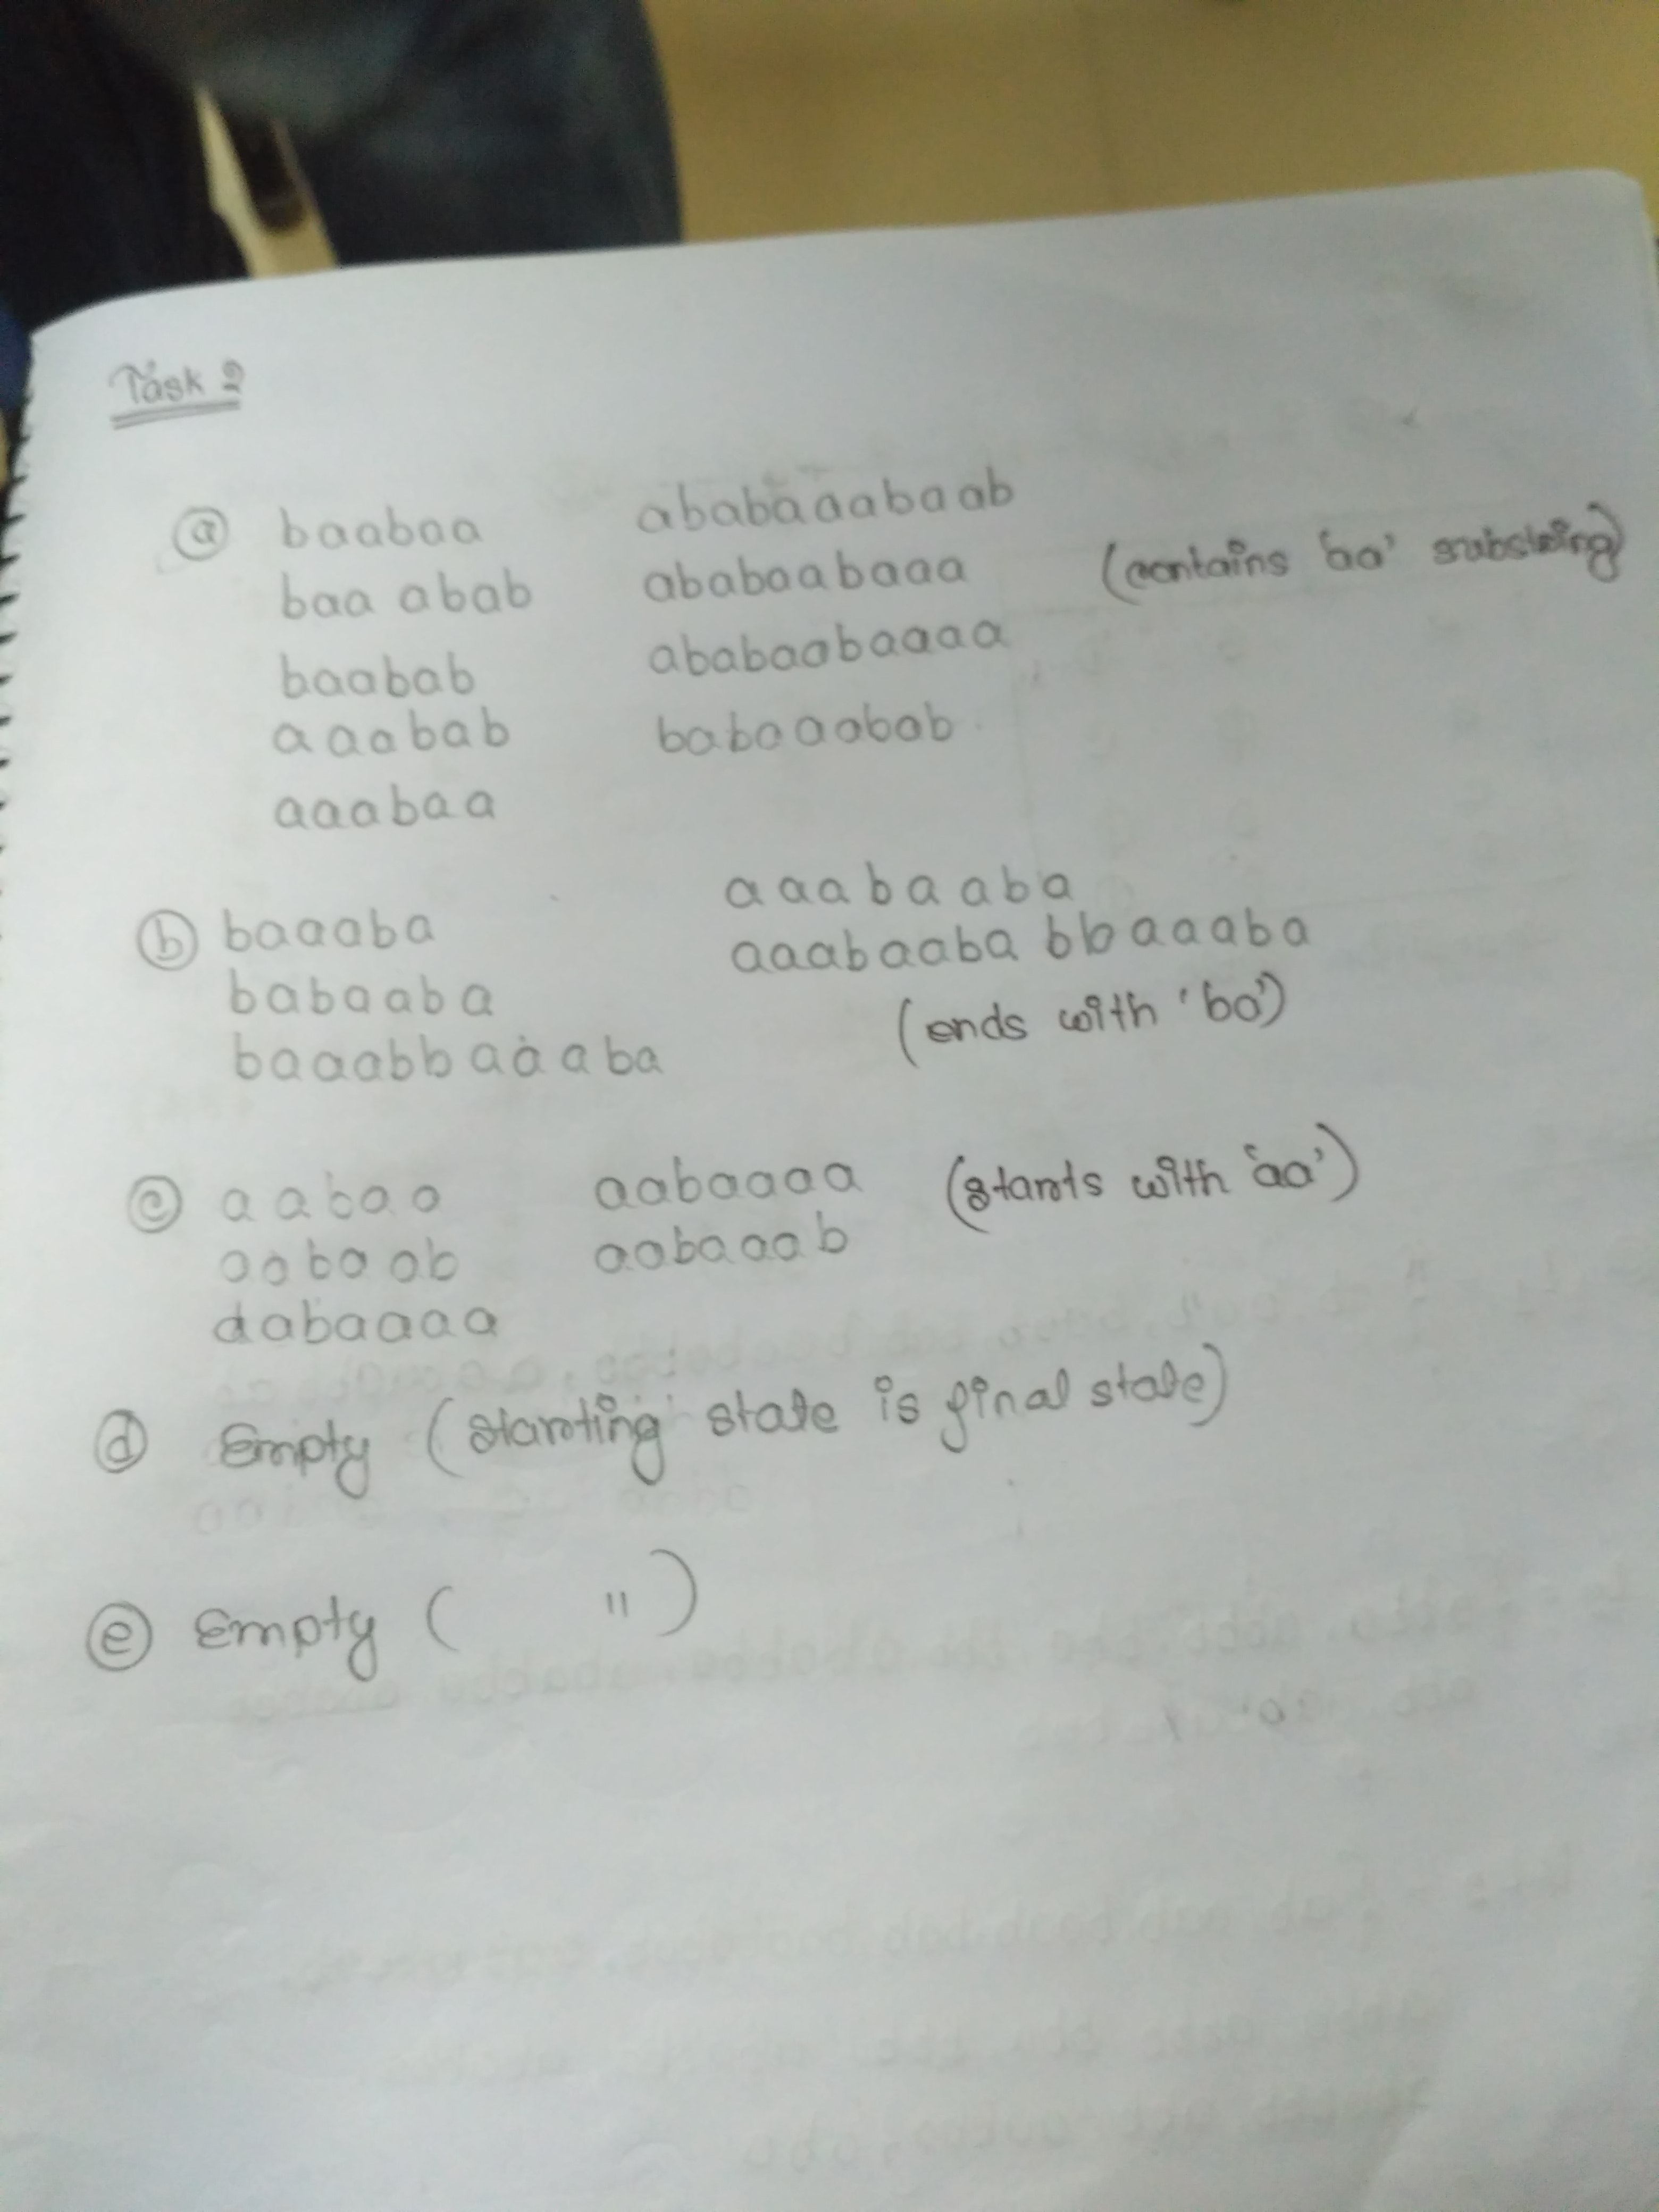 Task 2
ⓐ baabaa
baa abab
baabab
aaabab
aaabaa
ababaaabaab
ababaabaaa
ababaabaaaa
babaaabab
(contains 'aa' substring)
ⓑ baaaba
babaaba
baaabbaaaba
aaabaaba
aaabaaba bbaaaba
(ends with 'ba')
ⓒ aabaa
aabaab
aabaaaa
aabaaaa
aabaaab
(starts with 'aa')
ⓓ Empty (starting state is final state)
ⓔ Empty ( " )